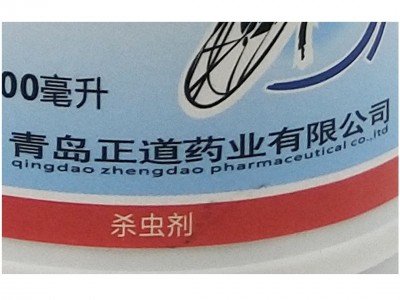 00毫升
青岛正道药业有限公司
qingdao zhengdao pharmaceutical co.,ltd
杀虫剂